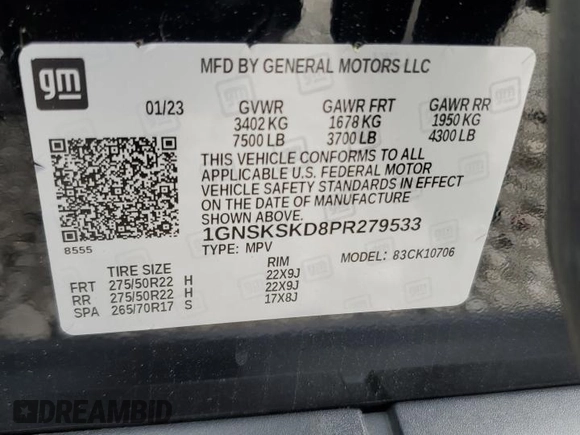 gm
MFD BY GENERAL MOTORS LLC
01/23 GVWR GAWR FRT GAWR RR
3402 KG 1678 KG 1950 KG
7500 LB 3700 LB 4300 LB
THIS VEHICLE CONFORMS TO ALL
APPLICABLE U.S. FEDERAL MOTOR
VEHICLE SAFETY STANDARDS IN EFFECT
ON THE DATE OF MANUFACTURE
SHOWN ABOVE.
1GNSKSKD8PR279533
8555 TYPE: MPV MODEL: 83CK10706
TIRE SIZE RIM
FRT 275/50R22 H 22X9J
RR 275/50R22 H 22X9J
SPA 265/70R17 S 17X8J
DREAMBID